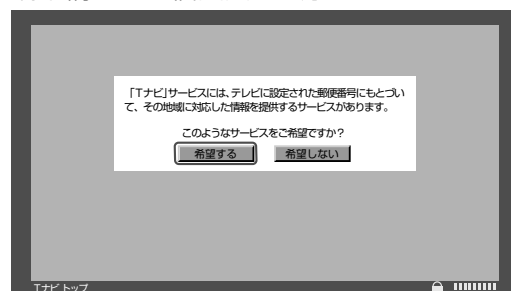 「Tナビ」サービスには、テレビに設定された郵便番号にもとづい
て、その地域に対応した情報を提供するサービスがあります。
このようなサービスをご希望ですか？
希望する 希望しない
Tナビトップ